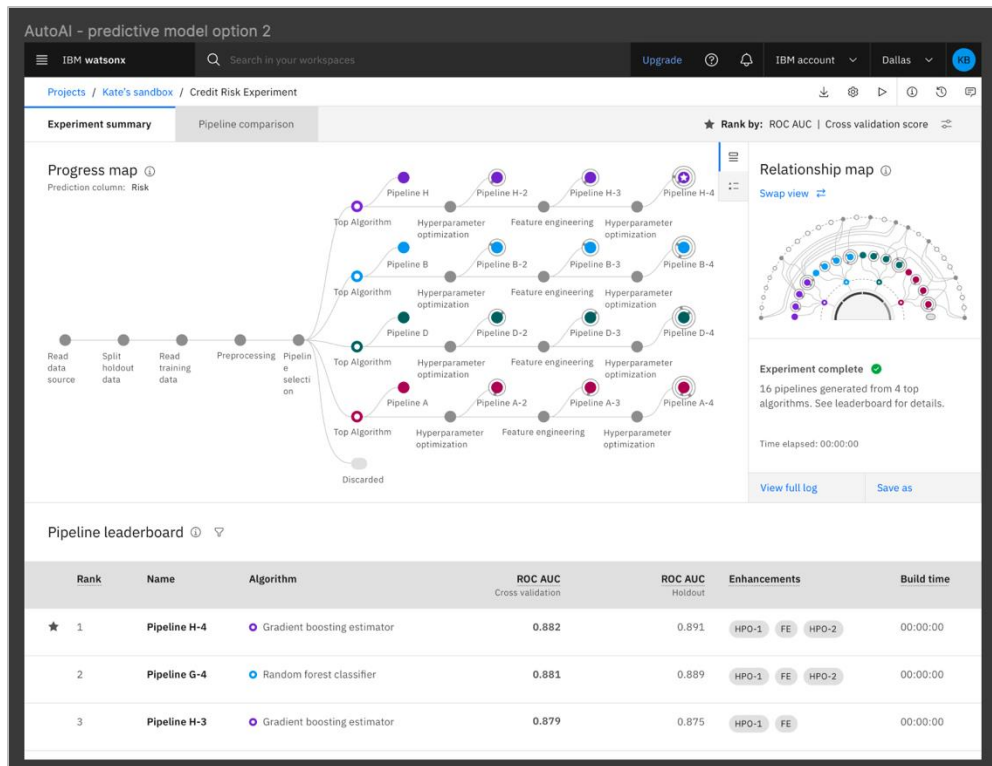 AutoAI - predictive model option 2
IBM watsonx
Search in your workspaces
Upgrade
IBM account
Dallas
KB
Projects / Kate's sandbox / Credit Risk Experiment
Experiment summary
Pipeline comparison
Rank by: ROC AUC | Cross validation score
Progress map
Prediction column: Risk
Pipeline H
Pipeline H-2
Pipeline H-3
Pipeline H-4
Top Algorithm
Hyperparameter
optimization
Feature engineering
Hyperparameter
optimization
Pipeline B
Pipeline B-2
Pipeline B-3
Pipeline B-4
Top Algorithm
Hyperparameter
optimization
Feature engineering
Hyperparameter
optimization
Pipeline D
Pipeline D-2
Pipeline D-3
Pipeline D-4
Read
data
source
Split
holdout
data
Read
training
data
Preprocessing
Pipelin
e
selecti
on
Top Algorithm
Hyperparameter
optimization
Feature engineering
Hyperparameter
optimization
Pipeline A
Pipeline A-2
Pipeline A-3
Pipeline A-4
Top Algorithm
Hyperparameter
optimization
Feature engineering
Hyperparameter
optimization
Discarded
Relationship map
Swap view
Experiment complete
16 pipelines generated from 4 top
algorithms. See leaderboard for details.
Time elapsed: 00:00:00
View full log
Save as
Pipeline leaderboard
Rank Name Algorithm ROC AUC ROC AUC Enhancements Build time
Cross validation Holdout
1 Pipeline H-4 Gradient boosting estimator 0.882 0.891 HPO-1 FE HPO-2 00:00:00
2 Pipeline G-4 Random forest classifier 0.881 0.889 HPO-1 FE HPO-2 00:00:00
3 Pipeline H-3 Gradient boosting estimator 0.879 0.875 HPO-1 FE 00:00:00